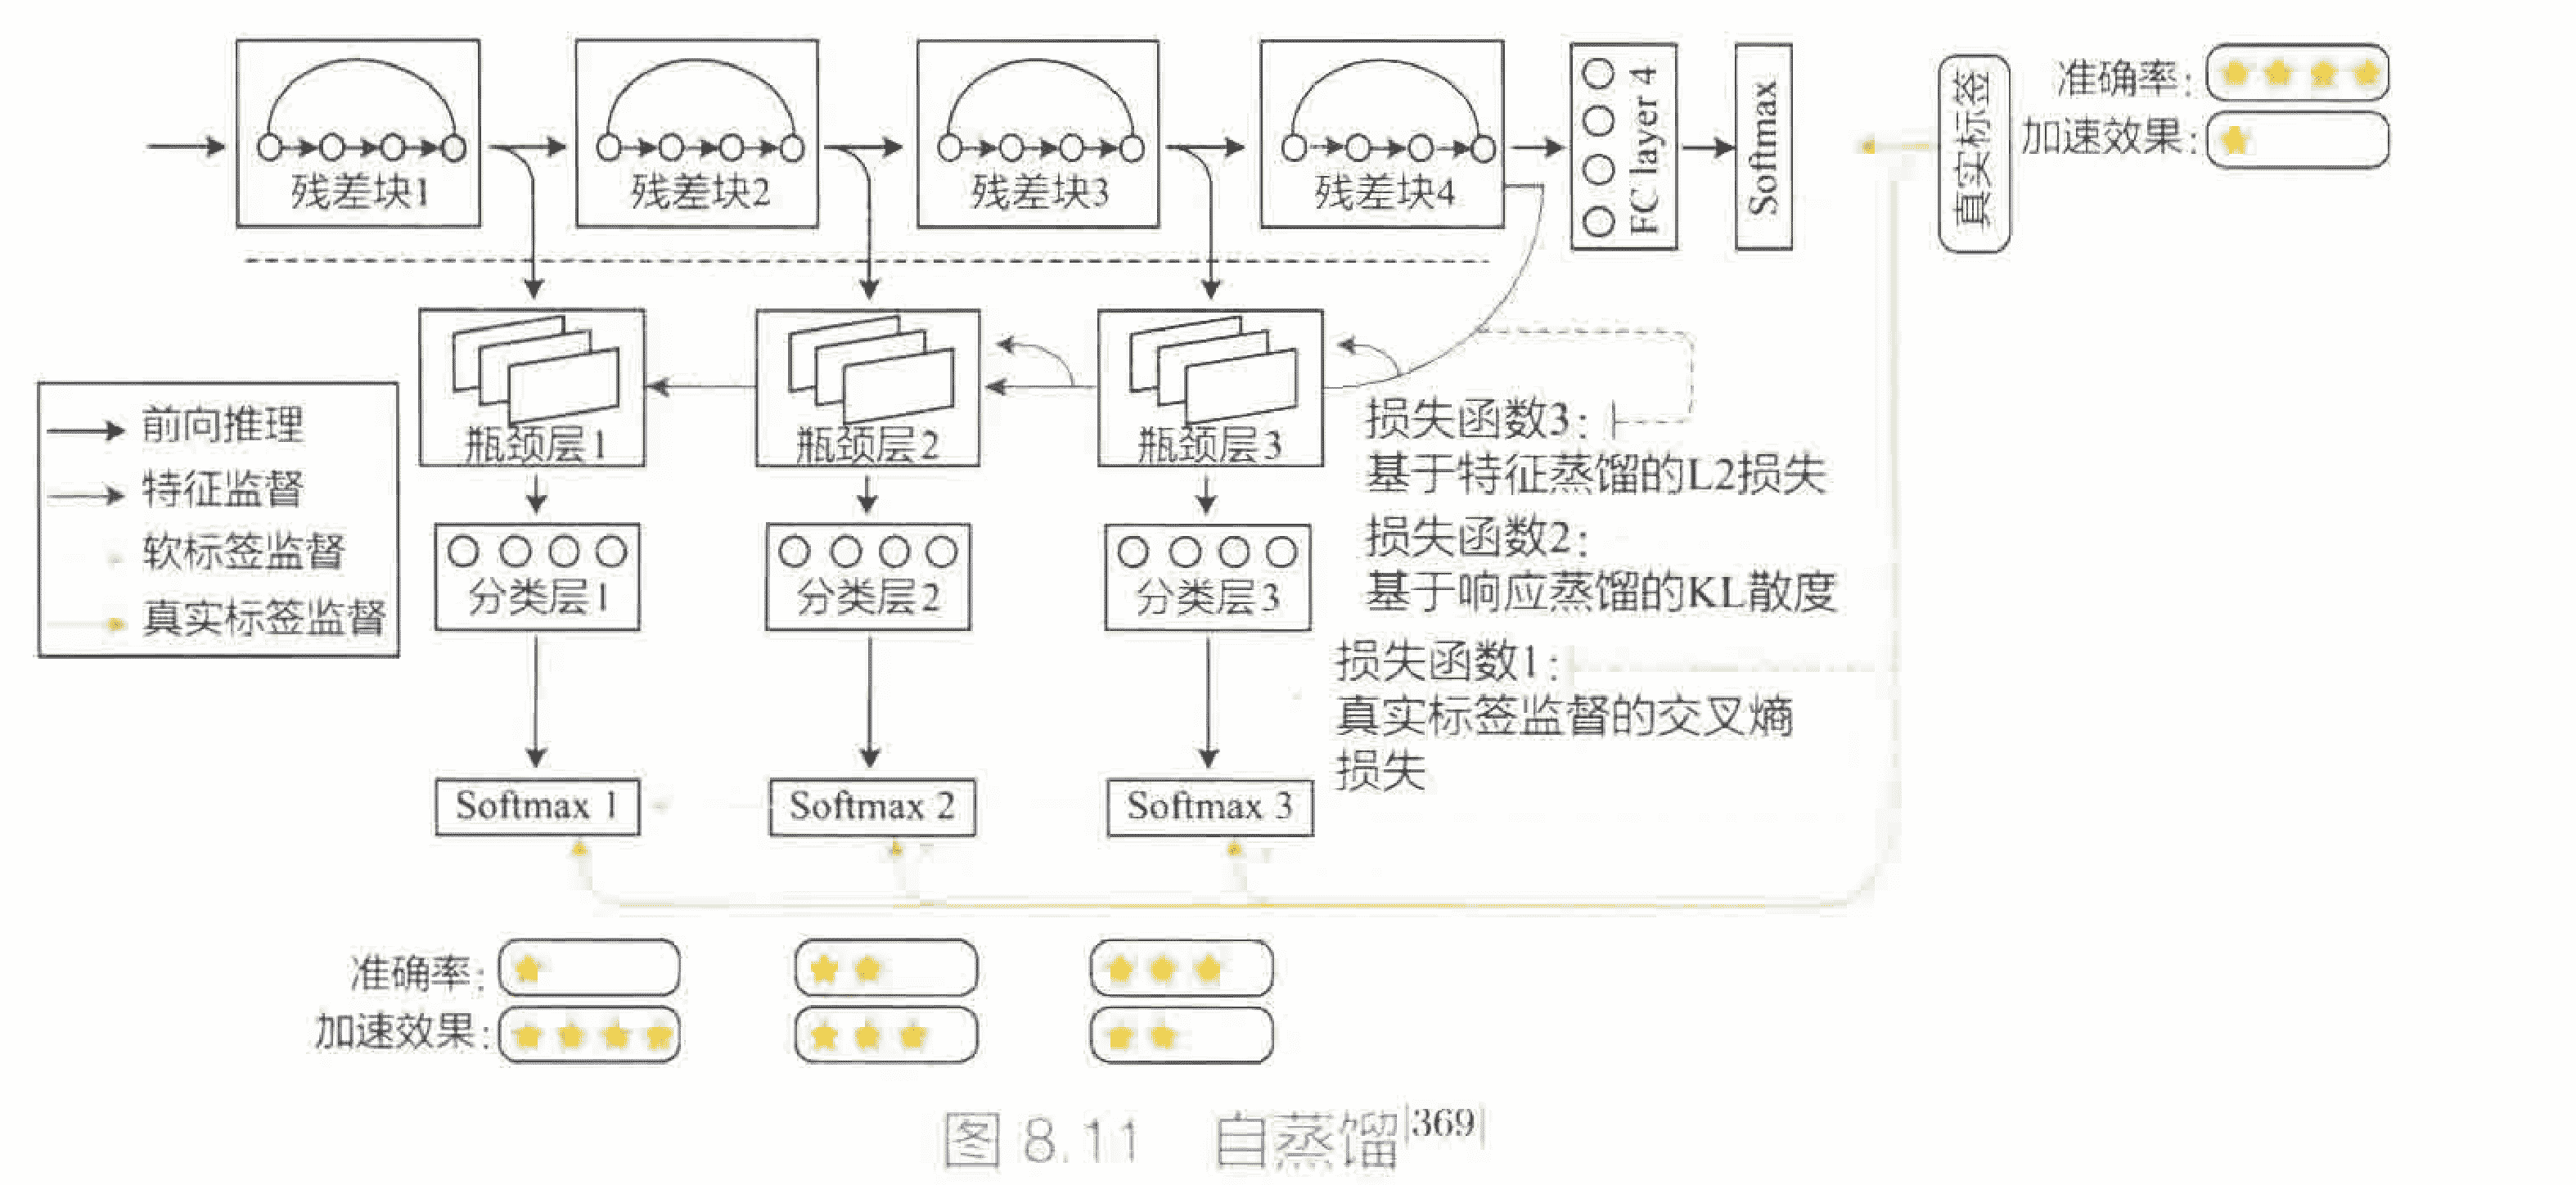 残差块1
残差块2
残差块3
残差块4
FC layer 4
Softmax
真实标签
准确率:
加速效果:
前向推理
特征监督
软标签监督
真实标签监督
瓶颈层1
瓶颈层2
瓶颈层3
损失函数3:
基于特征蒸馏的L2损失
损失函数2:
基于响应蒸馏的KL散度
损失函数1:
真实标签监督的交叉熵
损失
分类层1
分类层2
分类层3
Softmax 1
Softmax 2
Softmax 3
准确率:
加速效果:
图 8.11 自蒸馏[369]